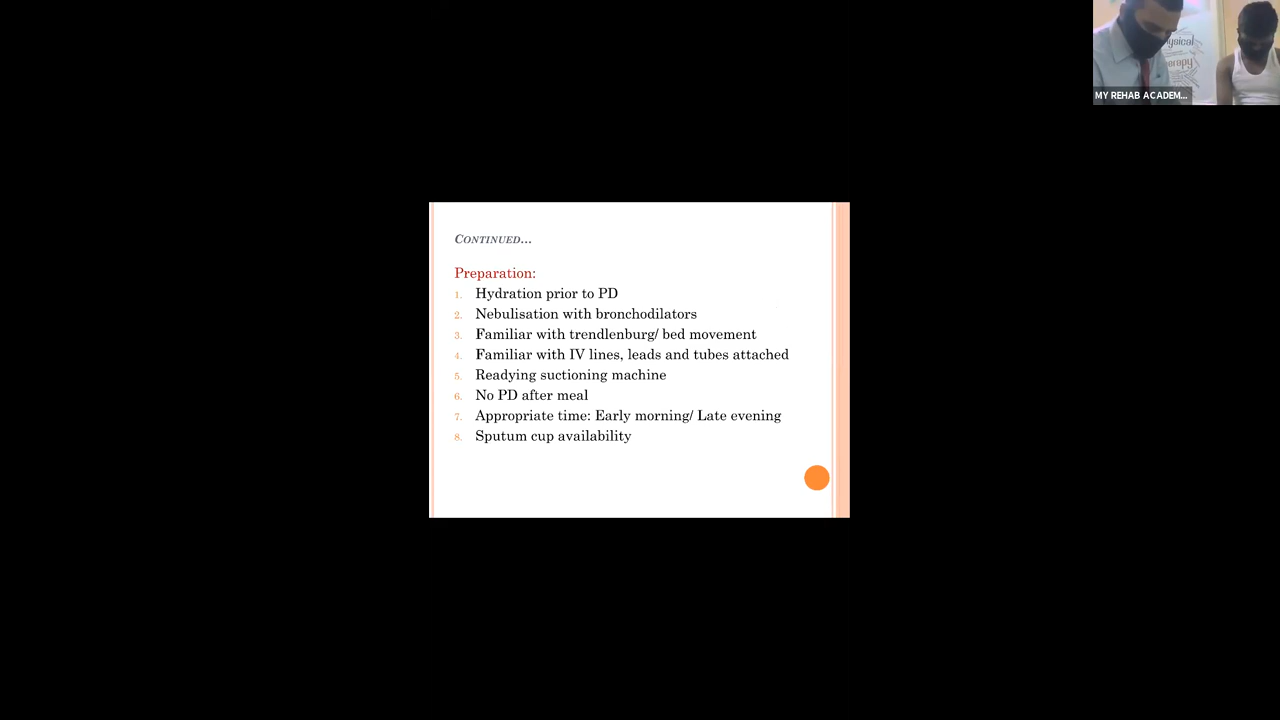 CONTINUED...
Preparation:
1. Hydration prior to PD
2. Nebulisation with bronchodilators
3. Familiar with trendlenburg/ bed movement
4. Familiar with IV lines, leads and tubes attached
5. Readying suctioning machine
6. No PD after meal
7. Appropriate time: Early morning/ Late evening
8. Sputum cup availability
MY REHAB ACADEM...